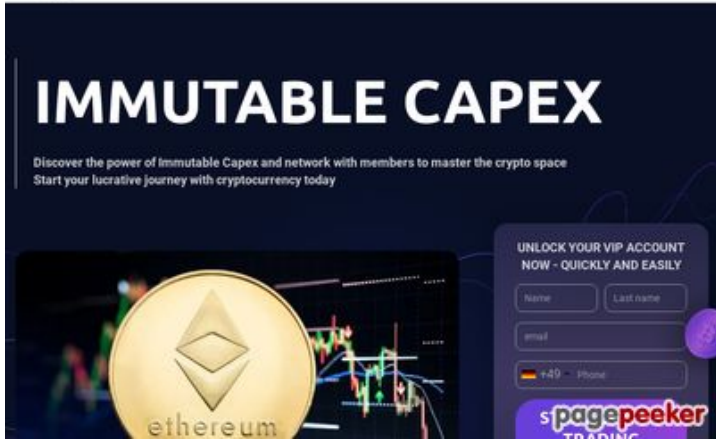 IMMUTABLE CAPEX
Discover the power of Immutable Capex and network with members to master the crypto space
Start your lucrative journey with cryptocurrency today
UNLOCK YOUR VIP ACCOUNT
NOW - QUICKLY AND EASILY
Name Last name
email
+49 Phone
ethereum
pagepeeker
TRADING